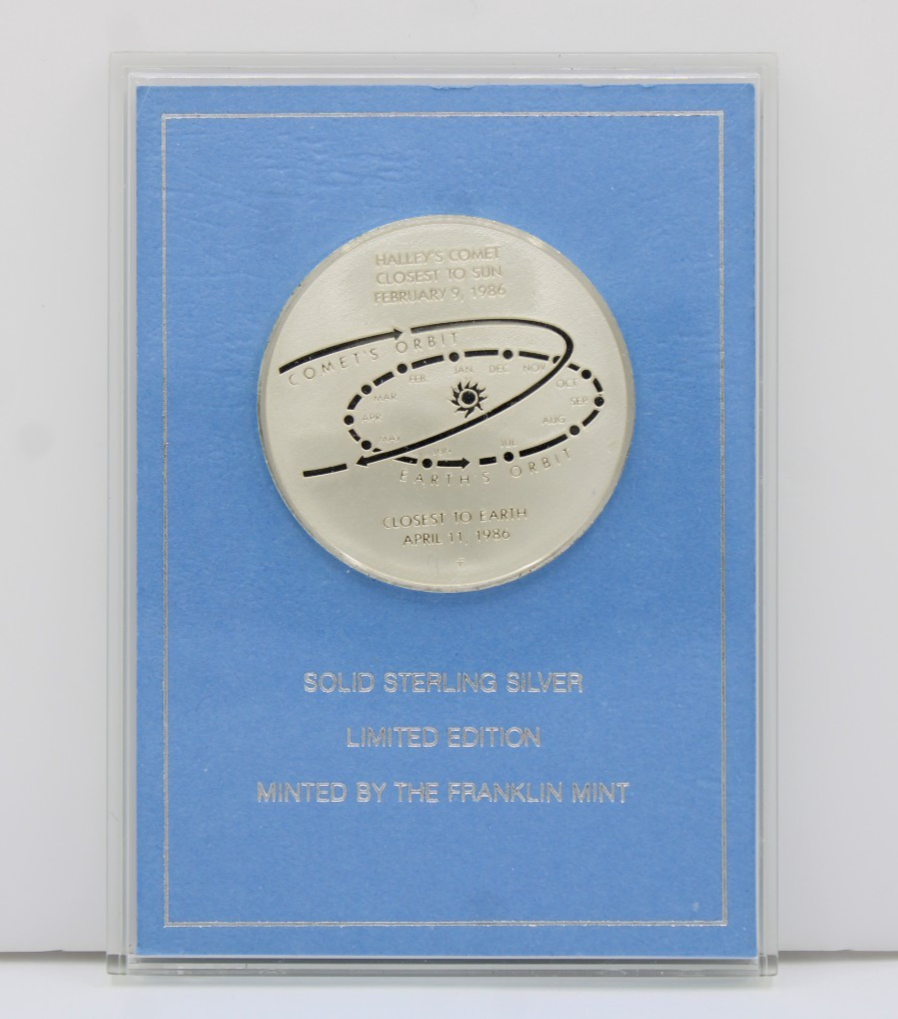 HALLEY'S COMET
CLOSEST TO SUN
FEBRUARY 9, 1986
COMET'S ORBIT
JAN
DEC
NOV
FEB
OCT
MAR
SEP
APR
AUG
MAY
JUL
JUN
EARTH'S ORBIT
CLOSEST TO EARTH
APRIL 11, 1986
SOLID STERLING SILVER
LIMITED EDITION
MINTED BY THE FRANKLIN MINT